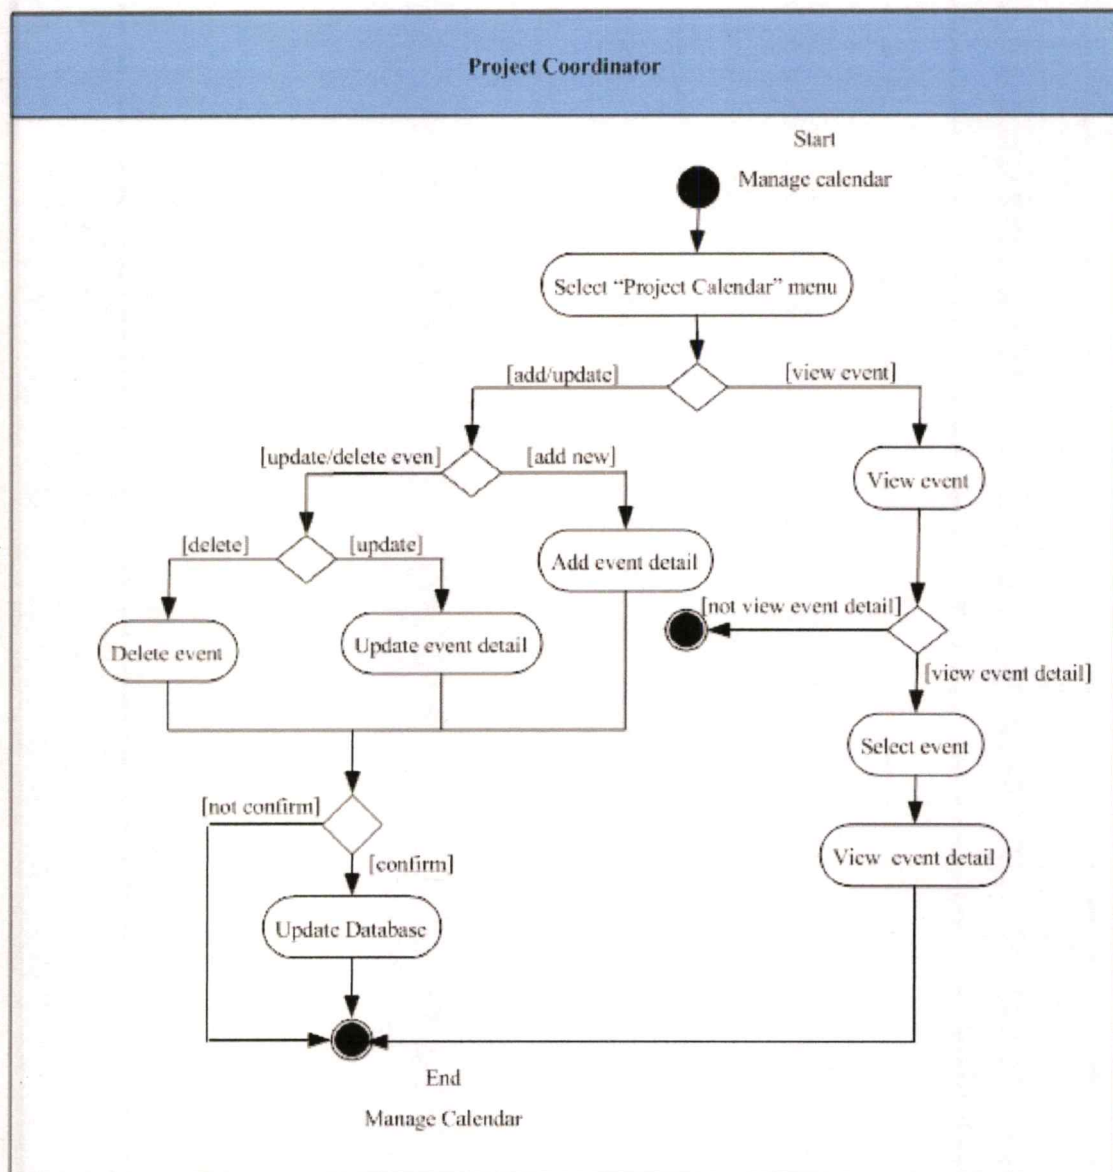 Project Coordinator
Start
Manage calendar
Select “Project Calendar” menu
[add/update]
[view event]
[update/delete even]
[add new]
View event
[delete]
[update]
Add event detail
[not view event detail]
Delete event
Update event detail
[view event detail]
Select event
[not confirm]
View event detail
[confirm]
Update Database
End
Manage Calendar